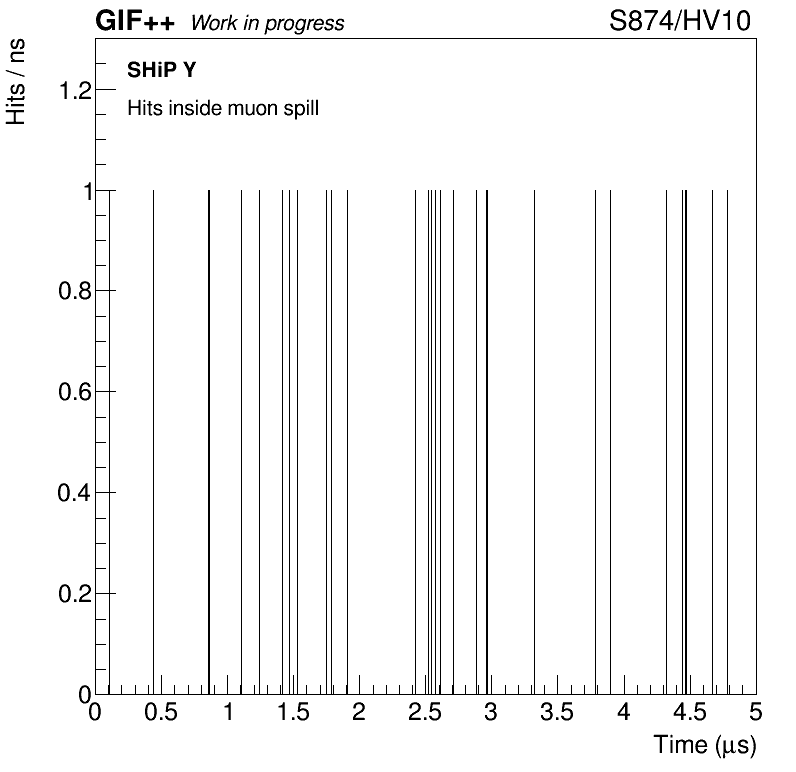 GIF++ Work in progress S874/HV10
Hits / ns
SHiP Y
Hits inside muon spill
1.2
1
0.8
0.6
0.4
0.2
0
0 0.5 1 1.5 2 2.5 3 3.5 4 4.5 5
Time (μs)